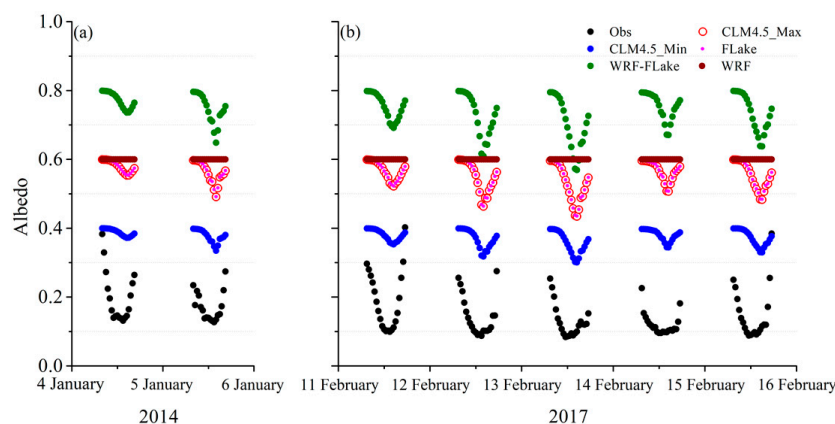 (a)
(b)
Obs
CLM4.5_Max
CLM4.5_Min
FLake
WRF-FLake
WRF
Albedo
1.0
0.8
0.6
0.4
0.2
0.0
4 January
5 January
6 January
11 February
12 February
13 February
14 February
15 February
16 February
2014
2017